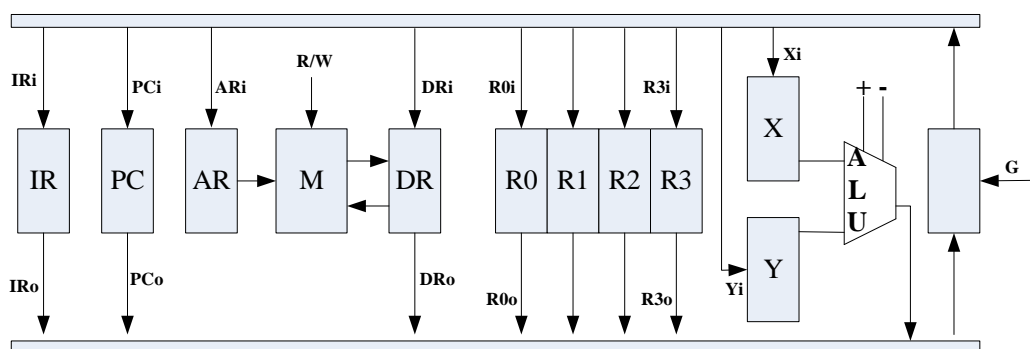 R/W
Xi
IRi
PCi
ARi
DRi
R0i
R3i
+ -
IR
PC
AR
M
DR
R0
R1
R2
R3
X
A
L
U
G
Y
IRo
PCo
DRo
R0o
R3o
Yi